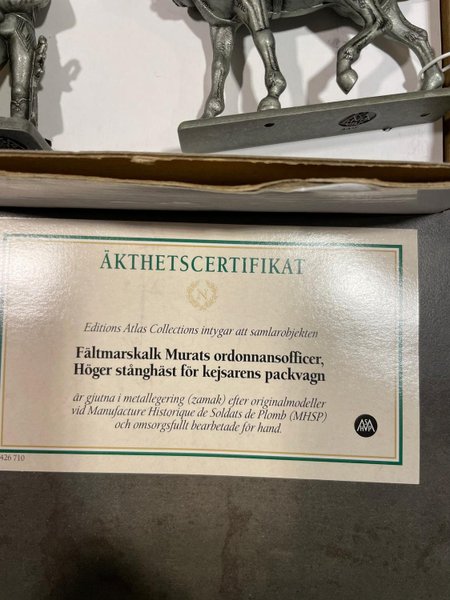 ÄKTHETSCERTIFIKAT
N
Editions Atlas Collections intygar att samlarobjekten
Fältmarskalk Murats ordonnansofficer,
Höger stånghäst för kejsarens packvagn
är gjutna i metallegering (zamak) efter originalmodeller
vid Manufacture Historique de Soldats de Plomb (MHSP)
och omsorgsfullt bearbetade för hand.
426 710